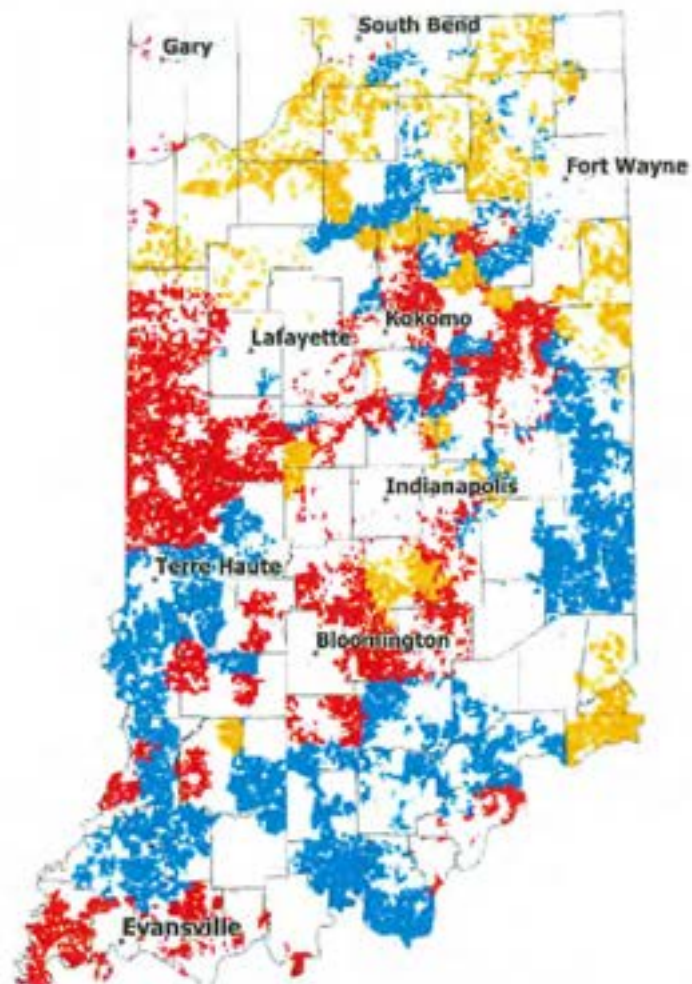 South Bend
Gary
Fort Wayne
Kokomo
Lafayette
Indianapolis
Terre Haute
Bloomington
Evansville